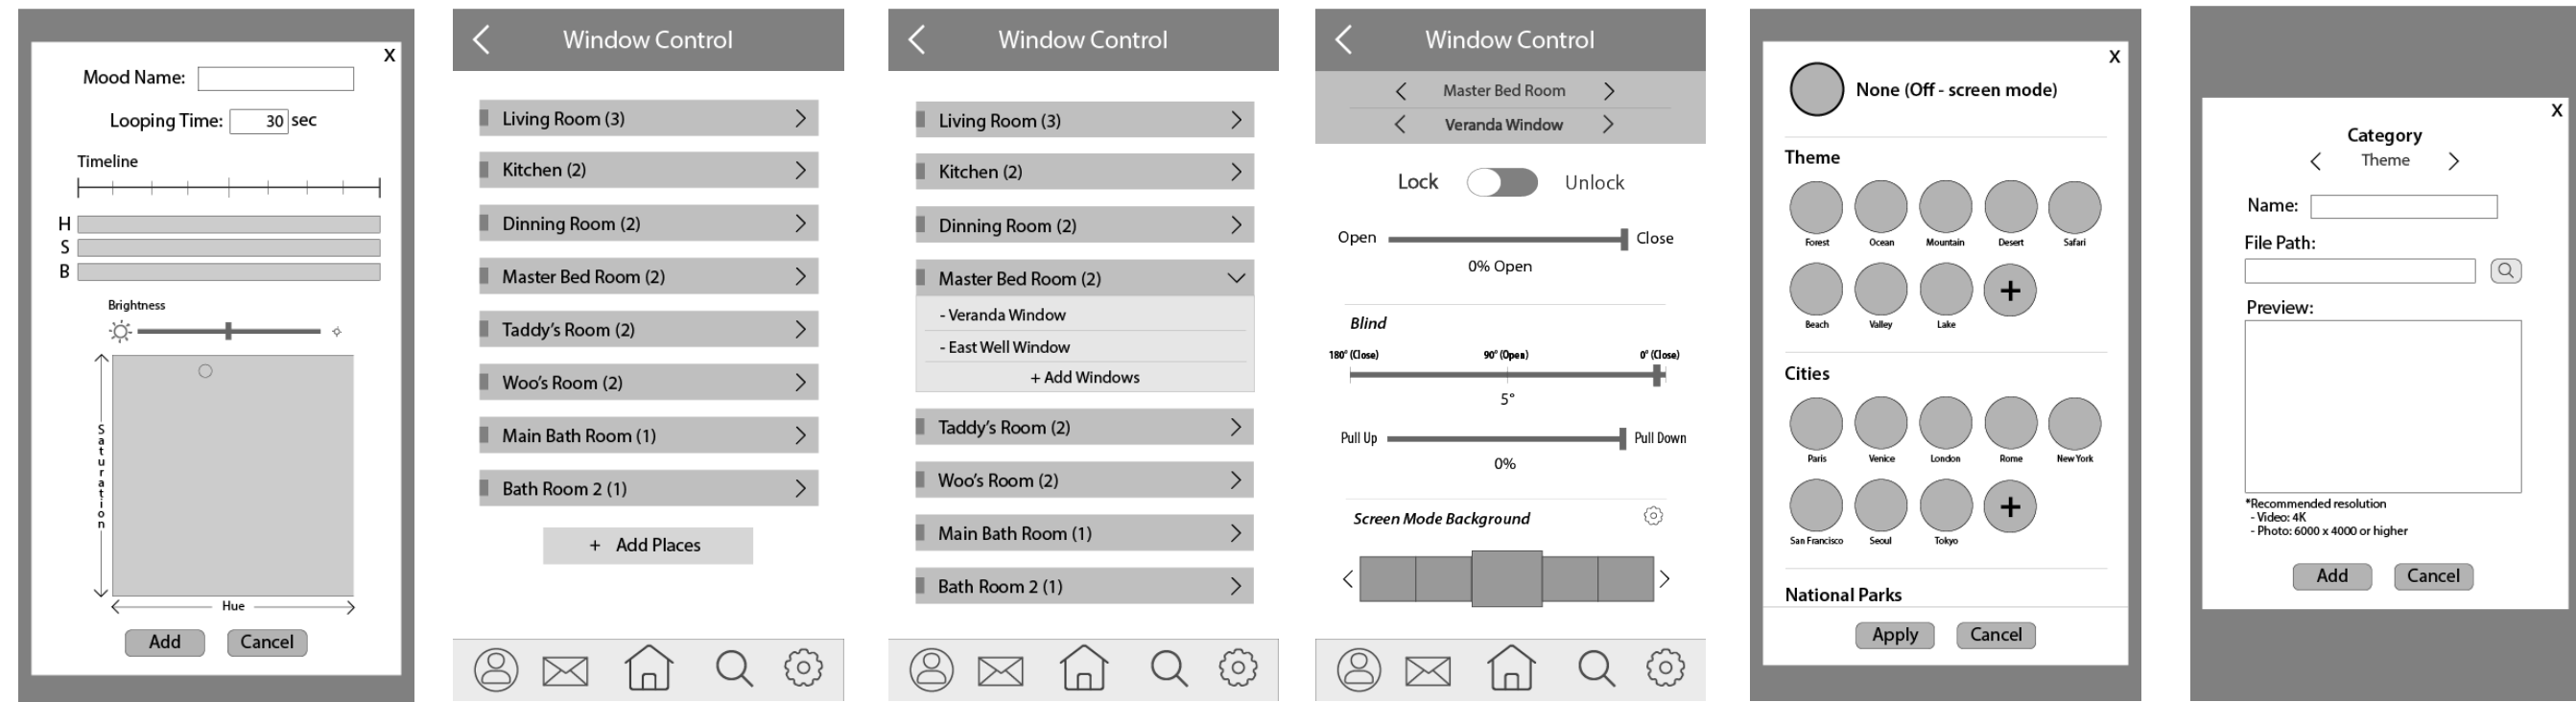 X
Mood Name:
Looping Time: 30 sec
Timeline
H
S
B
Brightness
Saturation
Hue
Add Cancel
Window Control
Living Room (3)
Kitchen (2)
Dinning Room (2)
Master Bed Room (2)
Taddy's Room (2)
Woo's Room (2)
Main Bath Room (1)
Bath Room 2 (1)
+ Add Places
Window Control
Living Room (3)
Kitchen (2)
Dinning Room (2)
Master Bed Room (2)
- Veranda Window
- East Well Window
+ Add Windows
Taddy's Room (2)
Woo's Room (2)
Main Bath Room (1)
Bath Room 2 (1)
Window Control
Master Bed Room
Veranda Window
Lock Unlock
Open Close
0% Open
Blind
180° (Close) 90° (Open) 0° (Close)
5°
Pull Up Pull Down
0%
Screen Mode Background
X
None (Off - screen mode)
Theme
Forest Ocean Mountain Desert Safari
+
Beach Valley Lake
Cities
Paris Venice London Rome New York
+
San Francisco Seoul Tokyo
National Parks
Apply Cancel
X
Category
Theme
Name:
File Path:
Preview:
*Recommended resolution
- Video: 4K
- Photo: 6000 x 4000 or higher
Add Cancel